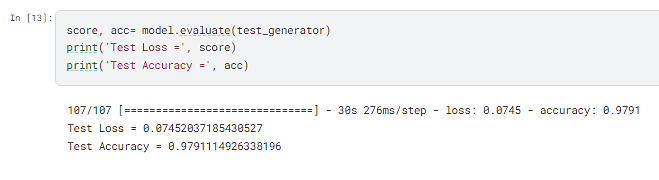 In [13]:
score, acc= model.evaluate(test_generator)
print('Test Loss =', score)
print('Test Accuracy =', acc)
107/107 [==============================] - 30s 276ms/step - loss: 0.0745 - accuracy: 0.9791
Test Loss = 0.07452037185430527
Test Accuracy = 0.9791114926338196